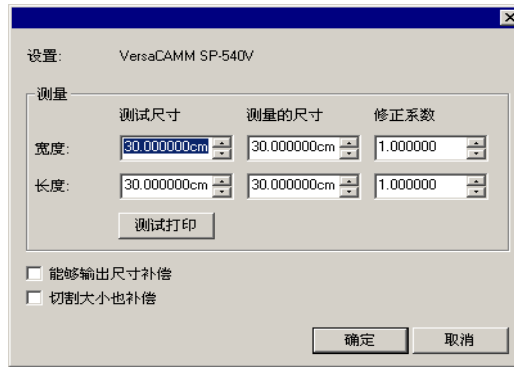 设置: VersaCAMM SP-540V
测量
测试尺寸 测量的尺寸 修正系数
宽度: 30.000000cm 30.000000cm 1.000000
长度: 30.000000cm 30.000000cm 1.000000
测试打印
能够输出尺寸补偿
切割大小也补偿
确定 取消